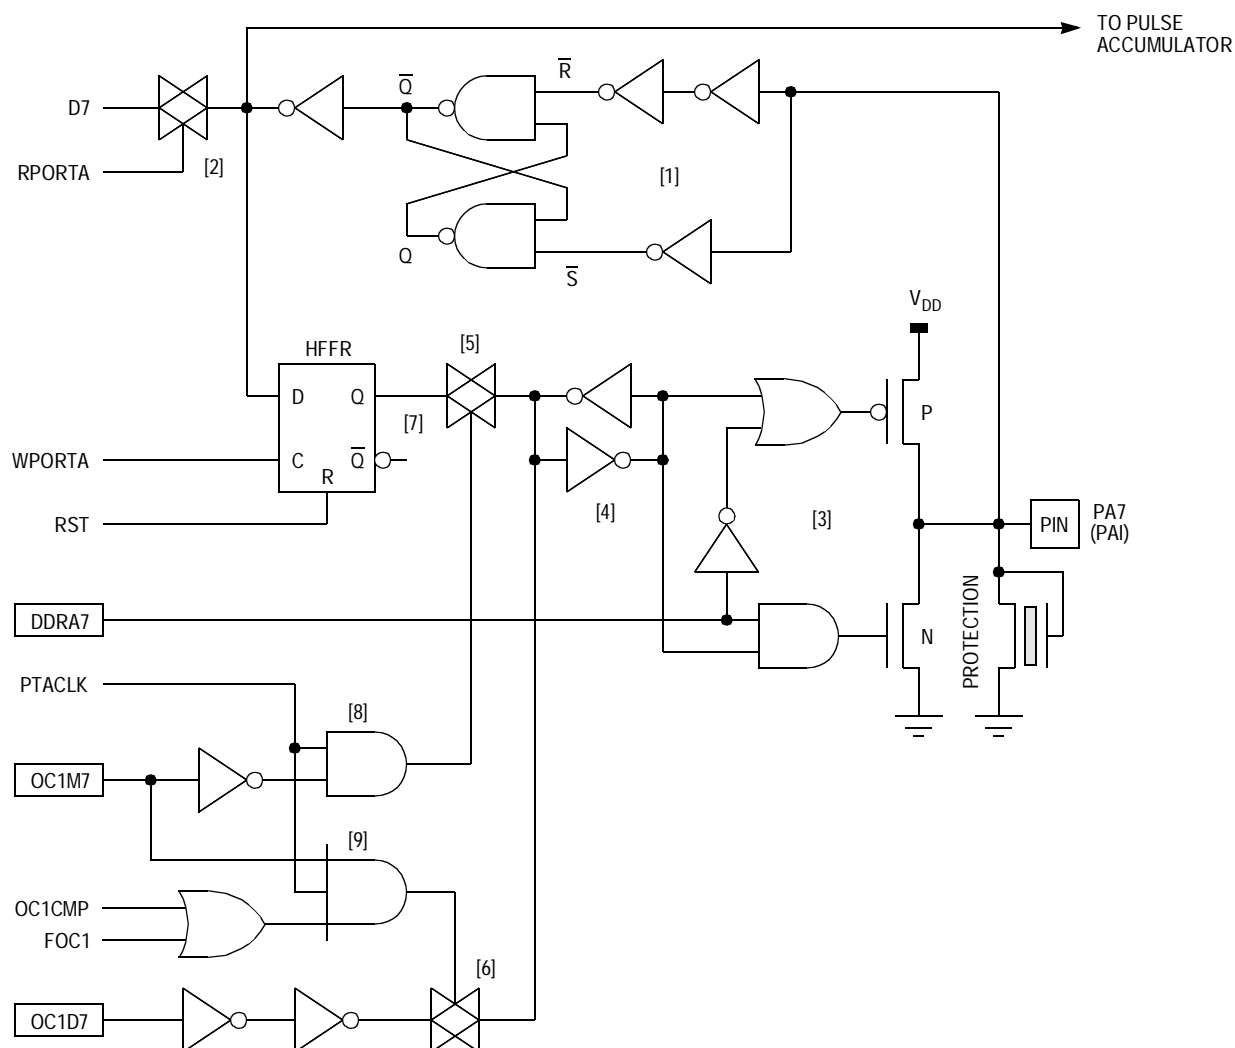 TO PULSE
ACCUMULATOR
D7
RPORTA
[2]
Q
R
[1]
Q
S
VDD
HFFR
[5]
D
Q
[7]
P
WPORTA
C
Q
R
[4]
[3]
RST
PIN
PA7
(PAI)
DDRA7
N
PROTECTION
PTACLK
[8]
OC1M7
[9]
OC1CMP
FOC1
[6]
OC1D7